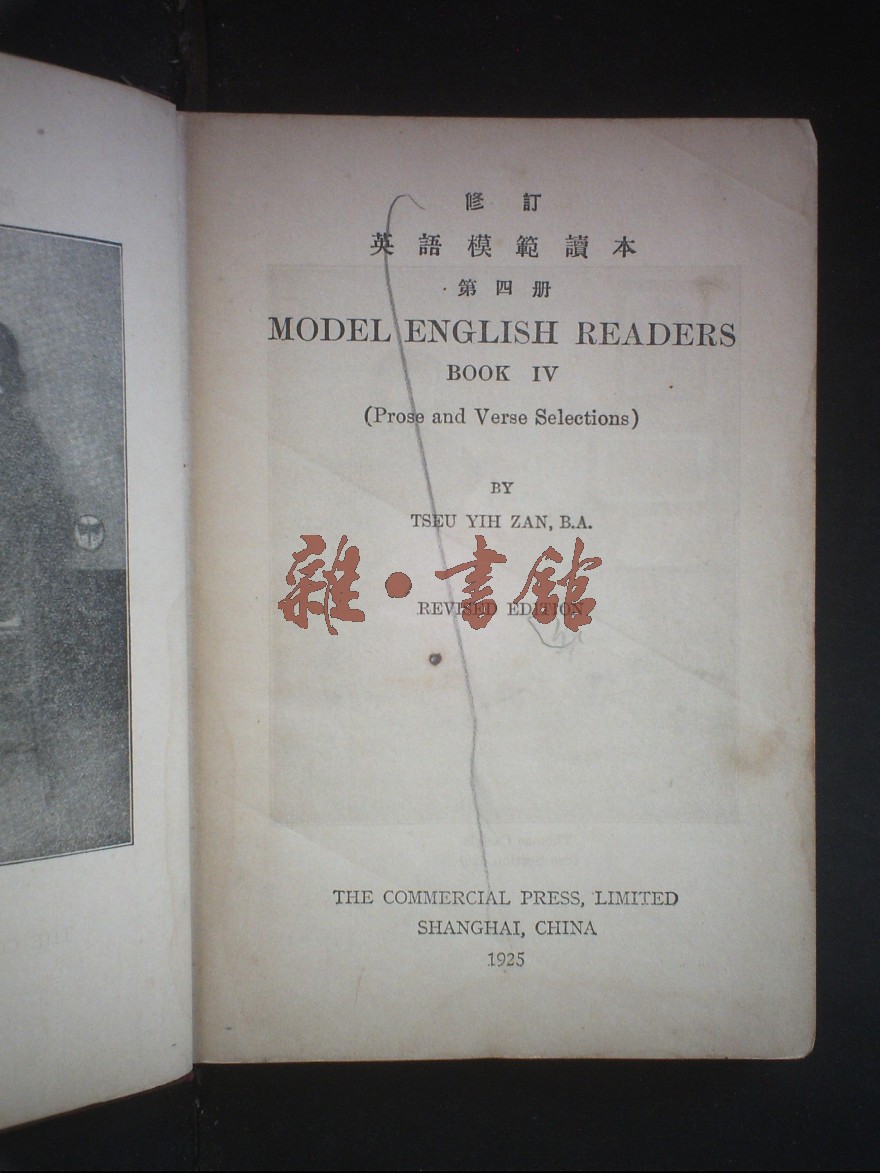 修訂
英語模範讀本
第四册
MODEL ENGLISH READERS
BOOK IV
(Prose and Verse Selections)
BY
TSEU YIH ZAN, B.A.
雜·書館
REVISED EDITION
THE COMMERCIAL PRESS, LIMITED
SHANGHAI, CHINA
1925